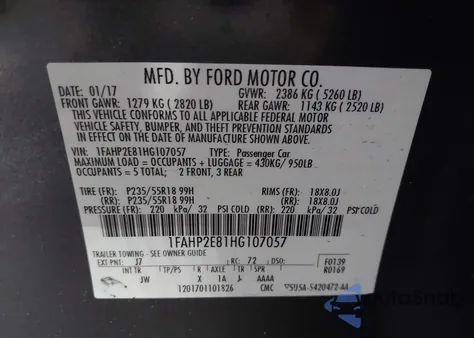 MFD. BY FORD MOTOR CO.
01/17 GVWR: 2386 KG ( 5260 LB)
FRONT GAWR: 1279 KG ( 2820 LB) REAR GAWR: 1143 KG ( 2520 LB)
THIS VEHICLE CONFORMS TO ALL APPLICABLE FEDERAL MOTOR
VEHICLE SAFETY, BUMPER, AND THEFT PREVENTION STANDARDS IN
EFFECT ON THE DATE OF MANUFACTURE SHOWN ABOVE.
VIN: 1FAHP2E81HG107057 TYPE: Passenger Car
MAXIMUM LOAD = OCCUPANTS + LUGGAGE = 430KG/ 950LB
OCCUPANTS = 5 TOTAL: 2 FRONT, 3 REAR
TIRE (FR): P235/55R18 99W RIMS (FR): 18X8.0J
(RR): P235/55R18 99W (RR): 18X8.0J
PRESSURE (FR): 220 kPa/ 32 PSI COLD (RR): 220 kPa/ 32 PSI COLD
1FAHP2E81HG107057
TRAILER TOWING - SEE OWNER GUIDE
EXT PNT: J7 RC: 72 DSO: F0139
R0169
INT TR TP/PS R AXLE TR SPR
JW X 1A J AAAA
1201701101826 CMC
AutoSnap